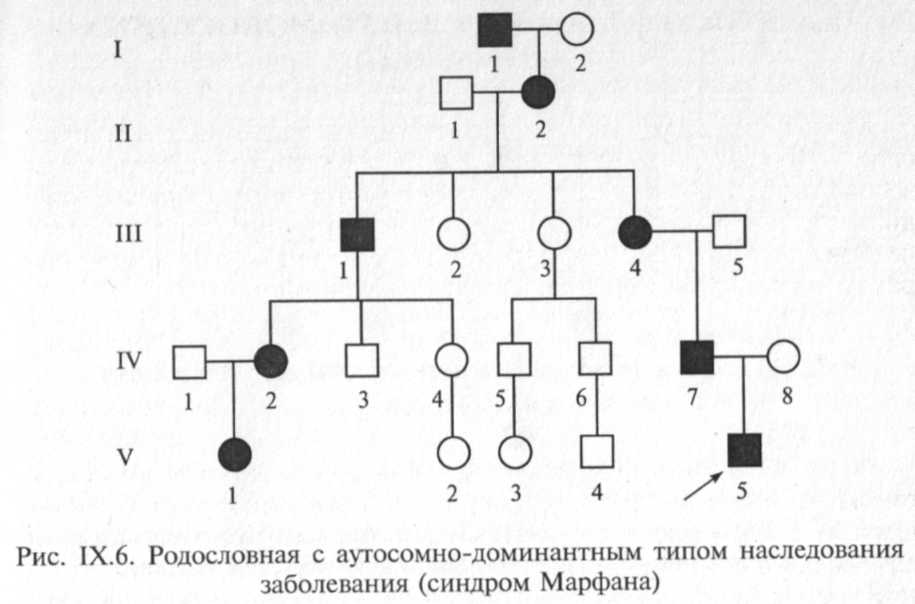 I
1 2
1 2
II
III
1 2 3 4 5
IV
1 2 3 4 5 6 7 8
V
1 2 3 4 5
Рис. IX.6. Родословная с аутосомно-доминантным типом наследования
заболевания (синдром Марфана)